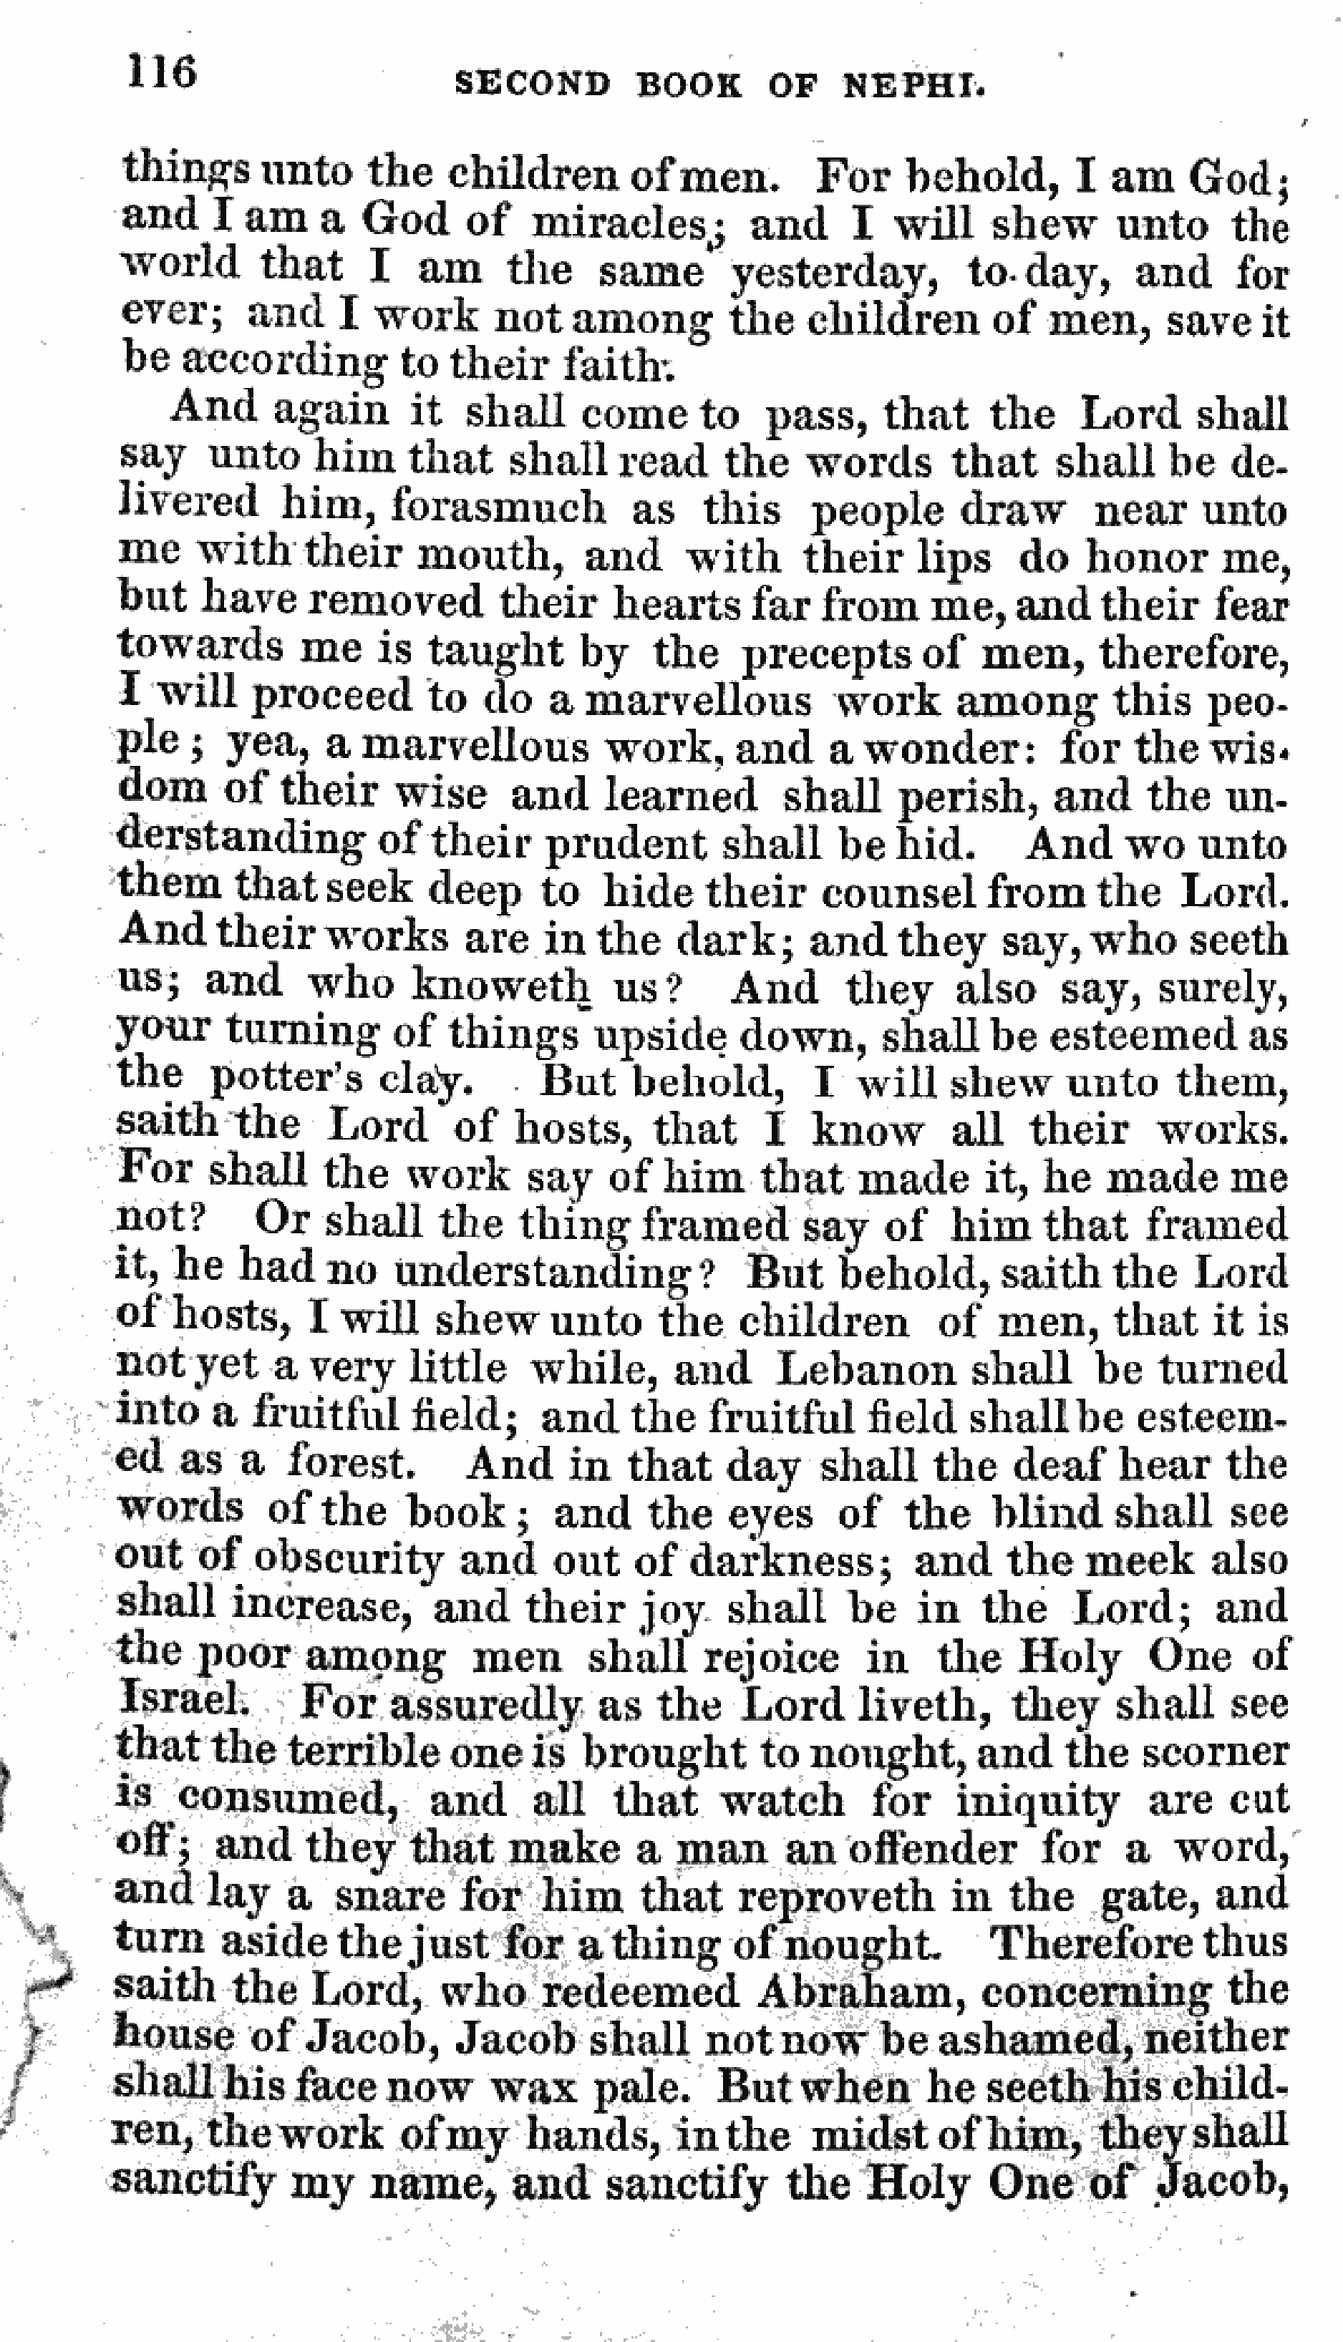 116 SECOND BOOK OF NEPHI.
things unto the children of men. For behold, I am God;
and I am a God of miracles; and I will shew unto the
world that I am the same yesterday, to-day, and for
ever; and I work not among the children of men, save it
be according to their faith.
And again it shall come to pass, that the Lord shall
say unto him that shall read the words that shall be de-
livered him, forasmuch as this people draw near unto
me with their mouth, and with their lips do honor me,
but have removed their hearts far from me, and their fear
towards me is taught by the precepts of men, therefore,
I will proceed to do a marvellous work among this peo-
ple; yea, a marvellous work, and a wonder: for the wis-
dom of their wise and learned shall perish, and the un-
derstanding of their prudent shall be hid. And wo unto
them that seek deep to hide their counsel from the Lord.
And their works are in the dark; and they say, who seeth
us; and who knoweth us? And they also say, surely,
your turning of things upside down, shall be esteemed as
the potter's clay. But behold, I will shew unto them,
saith the Lord of hosts, that I know all their works.
For shall the work say of him that made it, he made me
not? Or shall the thing framed say of him that framed
it, he had no understanding? But behold, saith the Lord
of hosts, I will shew unto the children of men, that it is
not yet a very little while, and Lebanon shall be turned
into a fruitful field; and the fruitful field shall be esteem-
ed as a forest. And in that day shall the deaf hear the
words of the book; and the eyes of the blind shall see
out of obscurity and out of darkness; and the meek also
shall increase, and their joy shall be in the Lord; and
the poor among men shall rejoice in the Holy One of
Israel. For assuredly as the Lord liveth, they shall see
that the terrible one is brought to nought, and the scorner
is consumed, and all that watch for iniquity are cut
off; and they that make a man an offender for a word,
and lay a snare for him that reproveth in the gate, and
turn aside the just for a thing of nought. Therefore thus
saith the Lord, who redeemed Abraham, concerning the
house of Jacob, Jacob shall not now be ashamed, neither
shall his face now wax pale. But when he seeth his child-
ren, the work of my hands, in the midst of him, they shall
sanctify my name, and sanctify the Holy One of Jacob,